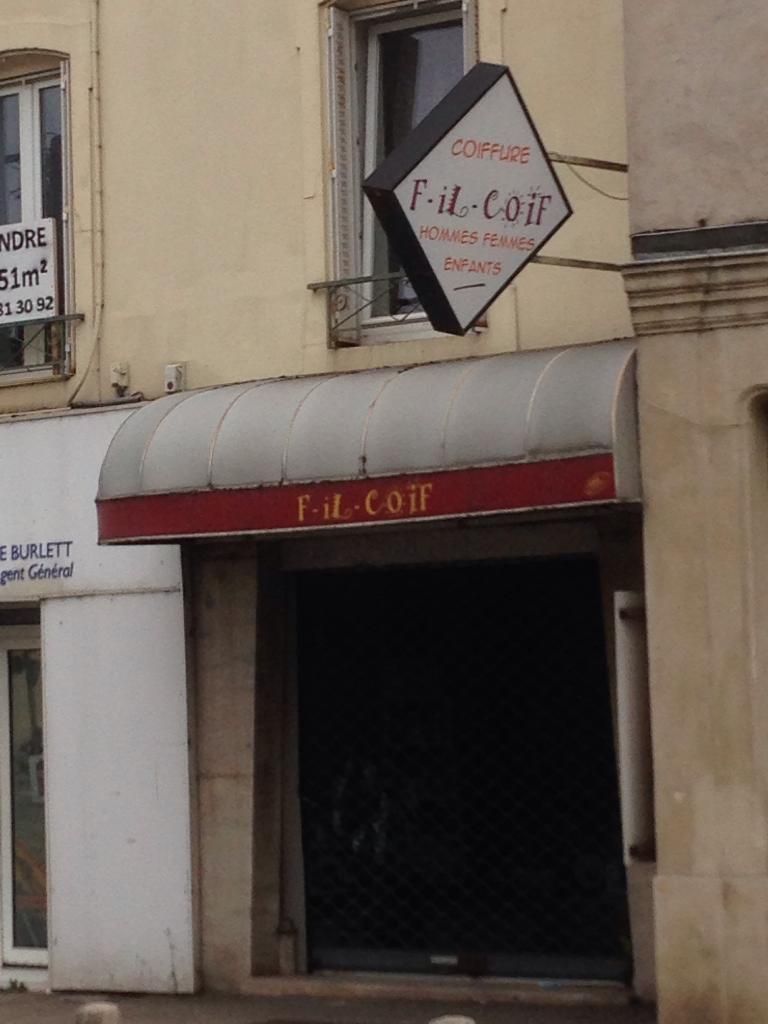 COIFFURE
F-iL-COiF
HOMMES FEMMES
ENFANTS
NDRE
51m²
31 30 92
F-iL-COiF
E BURLETT
gent Général